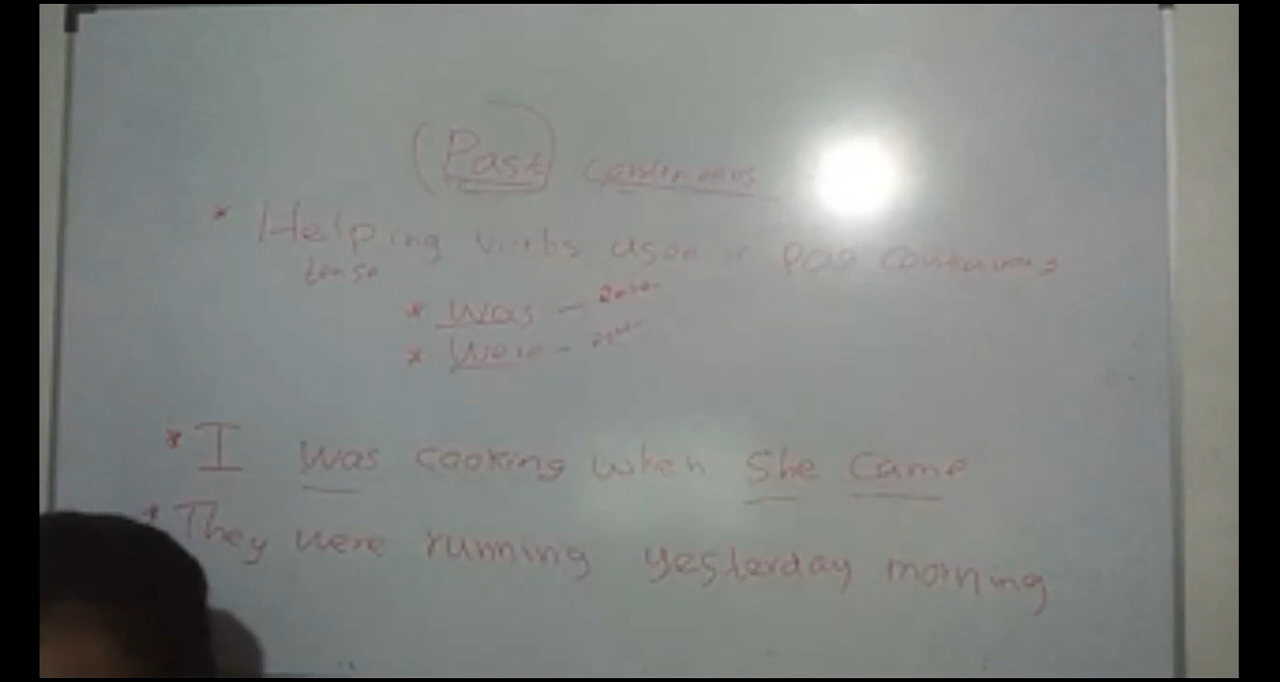 (Past) continuous
* Helping verbs used in Past continuous
tense
* Was -
* Were -
* I was cooking when She came
* They were running yesterday morning